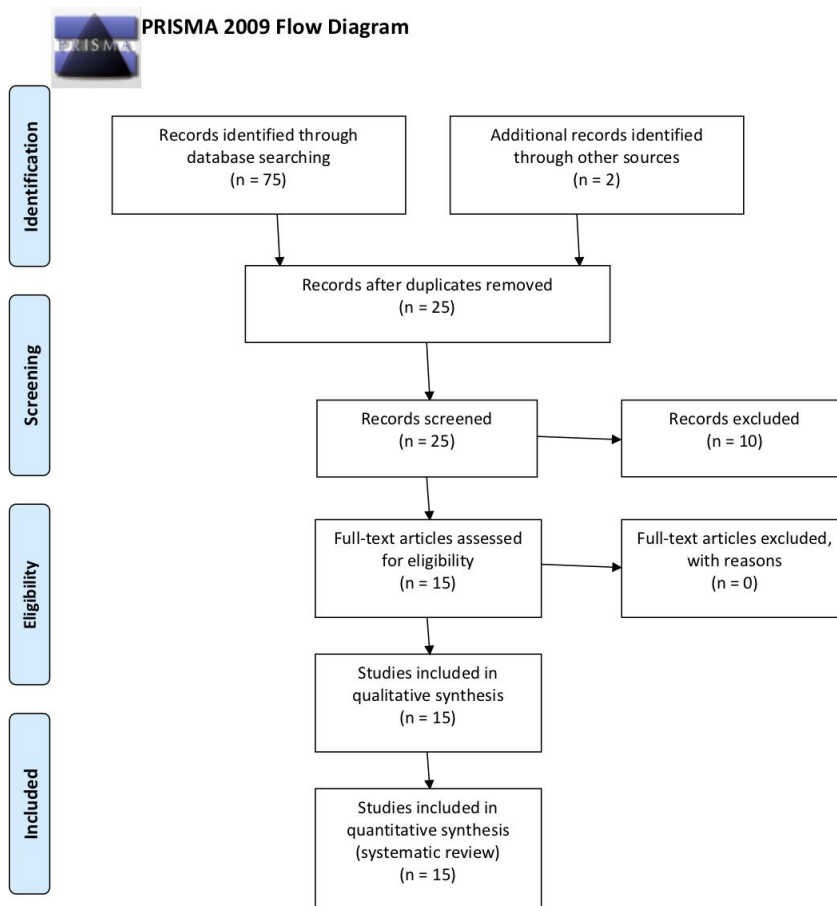 PRISMA 2009 Flow Diagram
PRISMA
Identification
Records identified through
database searching
(n = 75)
Additional records identified
through other sources
(n = 2)
Records after duplicates removed
(n = 25)
Screening
Records screened
(n = 25)
Records excluded
(n = 10)
Eligibility
Full-text articles assessed
for eligibility
(n = 15)
Full-text articles excluded,
with reasons
(n = 0)
Studies included in
qualitative synthesis
(n = 15)
Included
Studies included in
quantitative synthesis
(systematic review)
(n = 15)